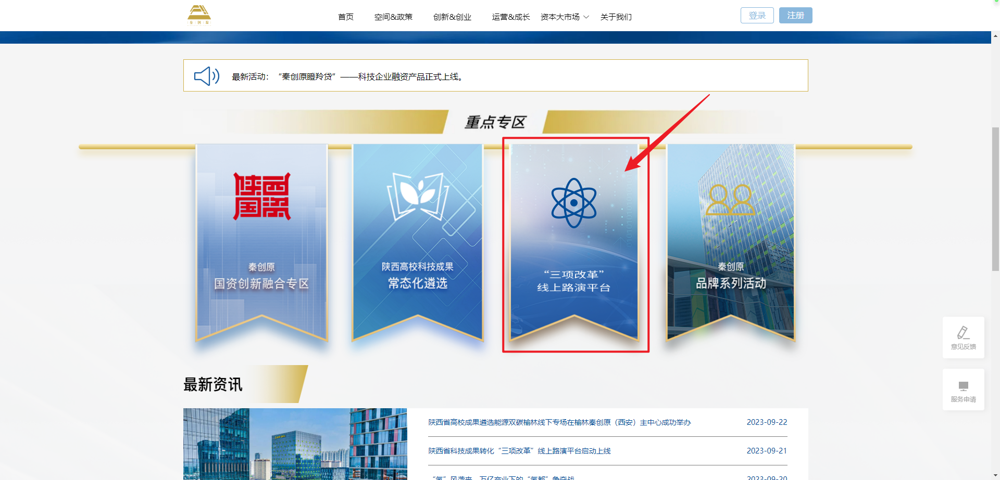 秦|创|原
首页
空间&政策
创新&创业
运营&成长
资本大市场
关于我们
登录
注册
最新活动：“秦创原瞪羚贷”——科技企业融资产品正式上线。
重点专区
陕西国资
秦创原
国资创新融合专区
陕西高校科技成果
常态化遴选
“三项改革”
线上路演平台
秦创原
品牌系列活动
意见反馈
服务申请
最新资讯
陕西省高校成果遴选能源双碳榆林线下专场在榆林秦创原（西安）主中心成功举办
2023-09-22
陕西省科技成果转化“三项改革”线上路演平台启动上线
2023-09-21
“氢”风袭来，万亿产业下的“氢都”争夺战
2023-09-20